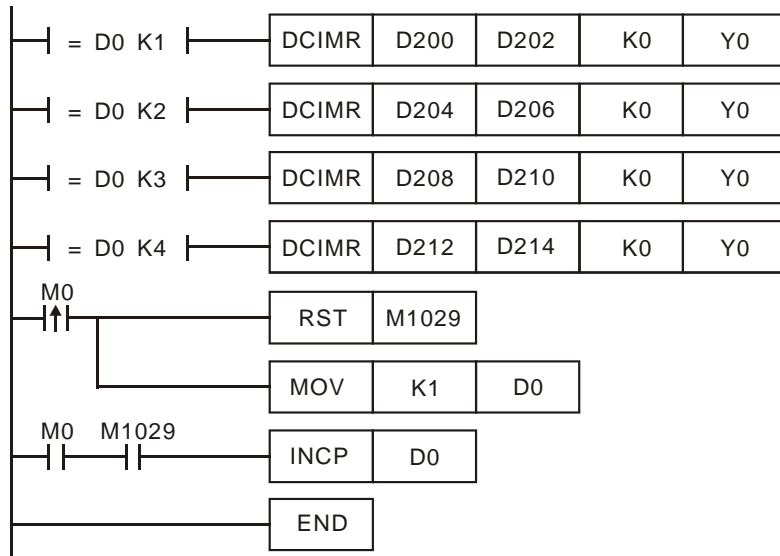 = D0 K1 DCIMR D200 D202 K0 Y0
= D0 K2 DCIMR D204 D206 K0 Y0
= D0 K3 DCIMR D208 D210 K0 Y0
= D0 K4 DCIMR D212 D214 K0 Y0
M0
RST M1029
MOV K1 D0
M0 M1029
INCP D0
END